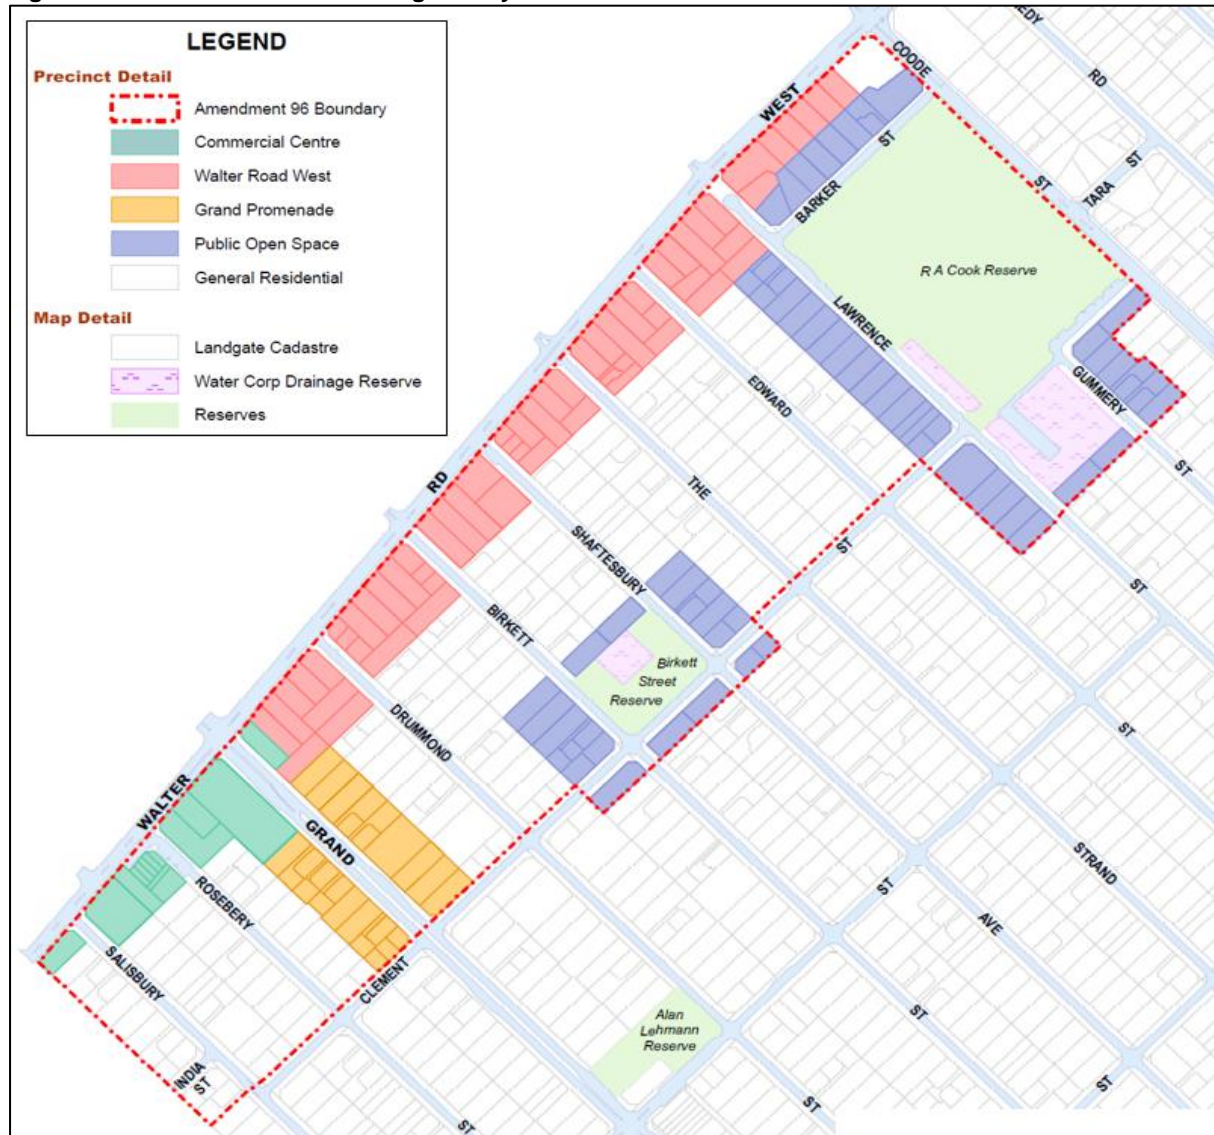 LEGEND
Precinct Detail
Amendment 96 Boundary
Commercial Centre
Walter Road West
Grand Promenade
Public Open Space
General Residential
Map Detail
Landgate Cadastre
Water Corp Drainage Reserve
Reserves
COODE
RD
WEST
ST
ST
TARA
ST
BARKER
R A Cook Reserve
LAWRENCE
GUMMERY
EDWARD
ST
RD
THE
SHAFTESBURY
ST
ST
BIRKETT
Birkett
Street
Reserve
DRUMMOND
ST
WALTER
GRAND
STRAND
ROSEBERY
ST
AVE
SALISBURY
CLEMENT
Alan
Lehmann
Reserve
ST
INDIA
ST
ST
ST
ST